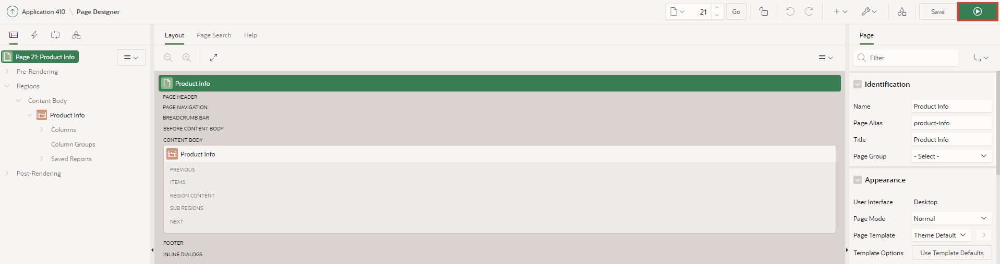 Application 410 \ Page Designer
21 Go Save
Layout Page Search Help
Page
Page 21: Product Info
Filter
Pre-Rendering
Regions
Content Body
Product Info
Columns
Column Groups
Saved Reports
Post-Rendering
Product Info
PAGE HEADER
PAGE NAVIGATION
BREADCRUMB BAR
BEFORE CONTENT BODY
CONTENT BODY
Product Info
PREVIOUS
ITEMS
REGION CONTENT
SUB REGIONS
NEXT
FOOTER
INLINE DIALOGS
Identification
Name Product Info
Page Alias product-info
Title Product Info
Page Group - Select -
Appearance
User Interface Desktop
Page Mode Normal
Page Template Theme Default
Template Options Use Template Defaults